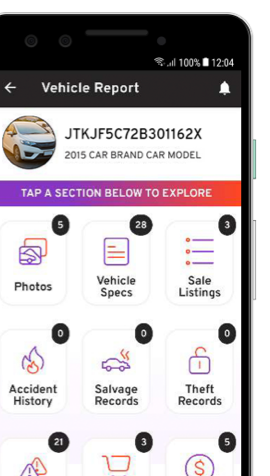 100% 12:04
Vehicle Report
JTKJF5C72B301162X
2015 CAR BRAND CAR MODEL
TAP A SECTION BELOW TO EXPLORE
5
28
3
Photos
Vehicle
Specs
Sale
Listings
0
0
0
Accident
History
Salvage
Records
Theft
Records
21
3
5